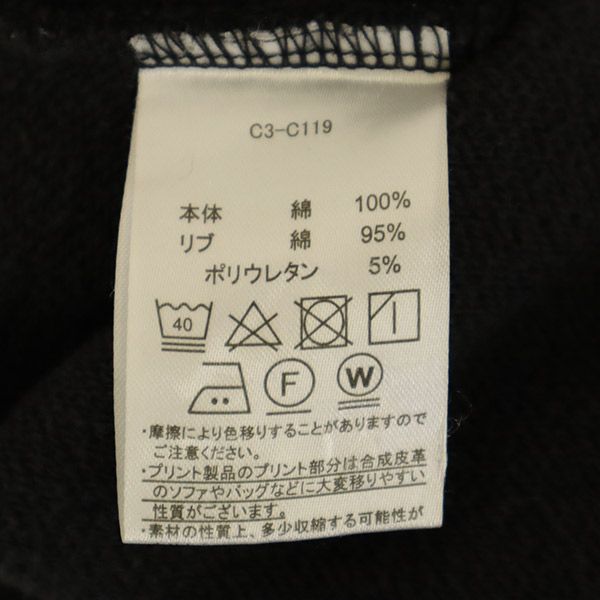 C3-C119
本体 綿 100%
リブ 綿 95%
ポリウレタン 5%
40
F W
・摩擦により色移りすることがありますので
ご注意ください。
・プリント製品のプリント部分は合成皮革
のソファやバッグなどに大変移りやすい
性質がございます。
・素材の性質上、多少収縮する可能性が